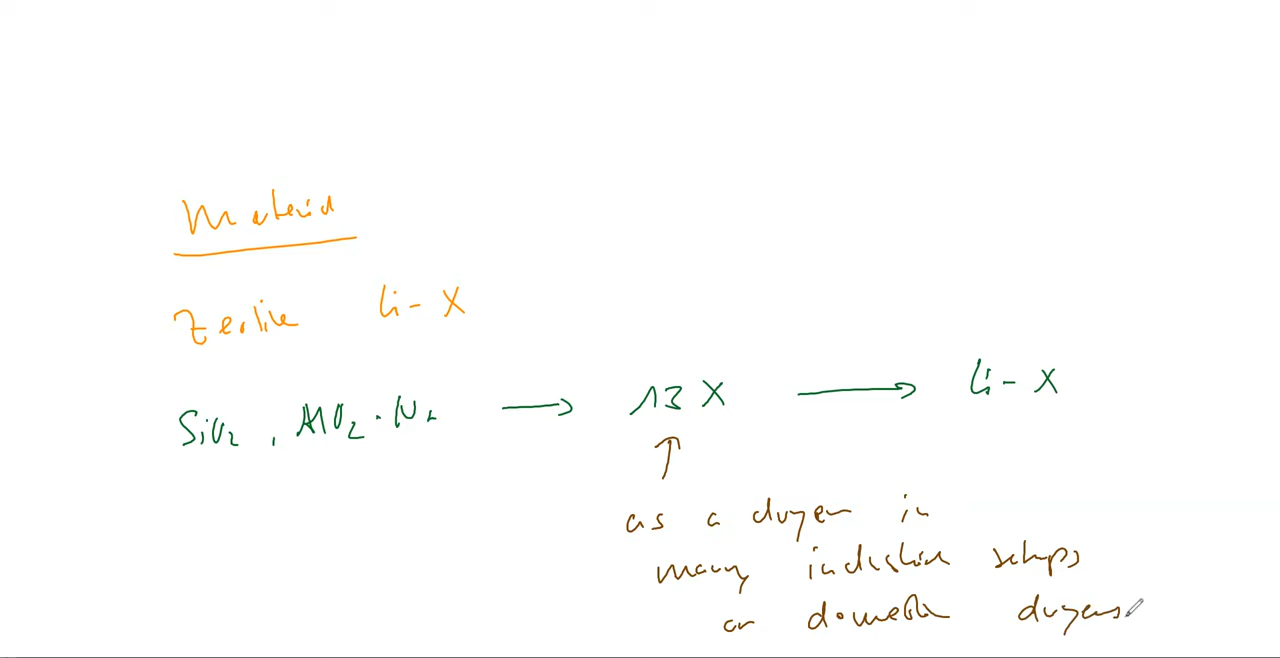 Material
Zeolite Li-X
SiO2, AlO2·Na → 13X → Li-X
↑
as a dryer in
many industrial setups
or domestic dryers